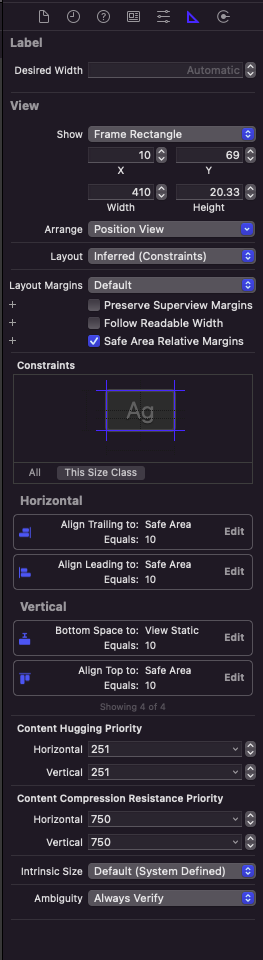 Label
Desired Width Automatic
View
Show Frame Rectangle
10 69
X Y
410 20.33
Width Height
Arrange Position View
Layout Inferred (Constraints)
Layout Margins Default
+ Preserve Superview Margins
+ Follow Readable Width
+ Safe Area Relative Margins
Constraints
Ag
All This Size Class
Horizontal
Align Trailing to: Safe Area
Equals: 10 Edit
Align Leading to: Safe Area
Equals: 10 Edit
Vertical
Bottom Space to: View Static
Equals: 10 Edit
Align Top to: Safe Area
Equals: 10 Edit
Showing 4 of 4
Content Hugging Priority
Horizontal 251
Vertical 251
Content Compression Resistance Priority
Horizontal 750
Vertical 750
Intrinsic Size Default (System Defined)
Ambiguity Always Verify